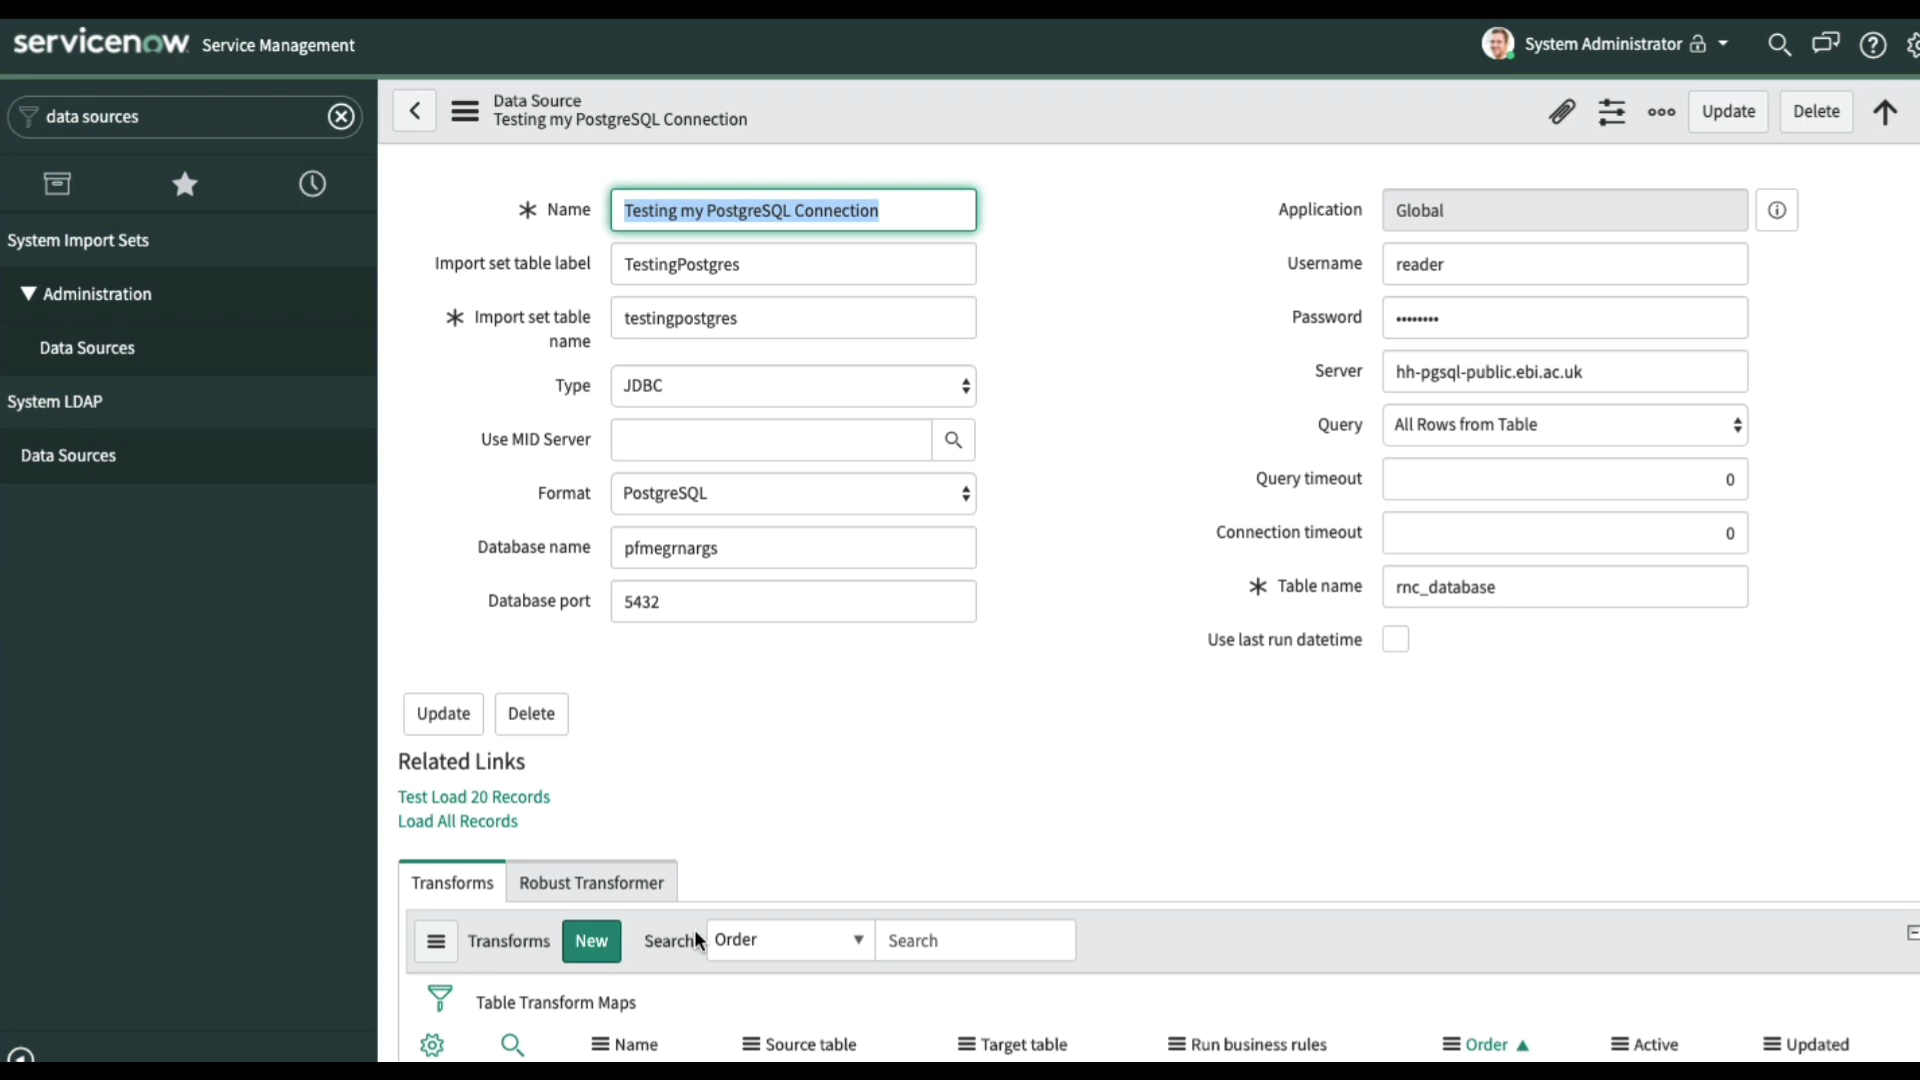 servicenow Service Management
System Administrator
data sources
System Import Sets
Administration
Data Sources
System LDAP
Data Sources
Data Source
Testing my PostgreSQL Connection
Update
Delete
Name
Testing my PostgreSQL Connection
Import set table label
TestingPostgres
Import set table
name
testingpostgres
Type
JDBC
Use MID Server
Format
PostgreSQL
Database name
pfmegrnargs
Database port
5432
Application
Global
Username
reader
Password
••••••••
Server
hh-pgsql-public.ebi.ac.uk
Query
All Rows from Table
Query timeout
0
Connection timeout
0
Table name
rnc_database
Use last run datetime
Update
Delete
Related Links
Test Load 20 Records
Load All Records
Transforms
Robust Transformer
Transforms
New
Search
Order
Search
Table Transform Maps
Name
Source table
Target table
Run business rules
Order
Active
Updated